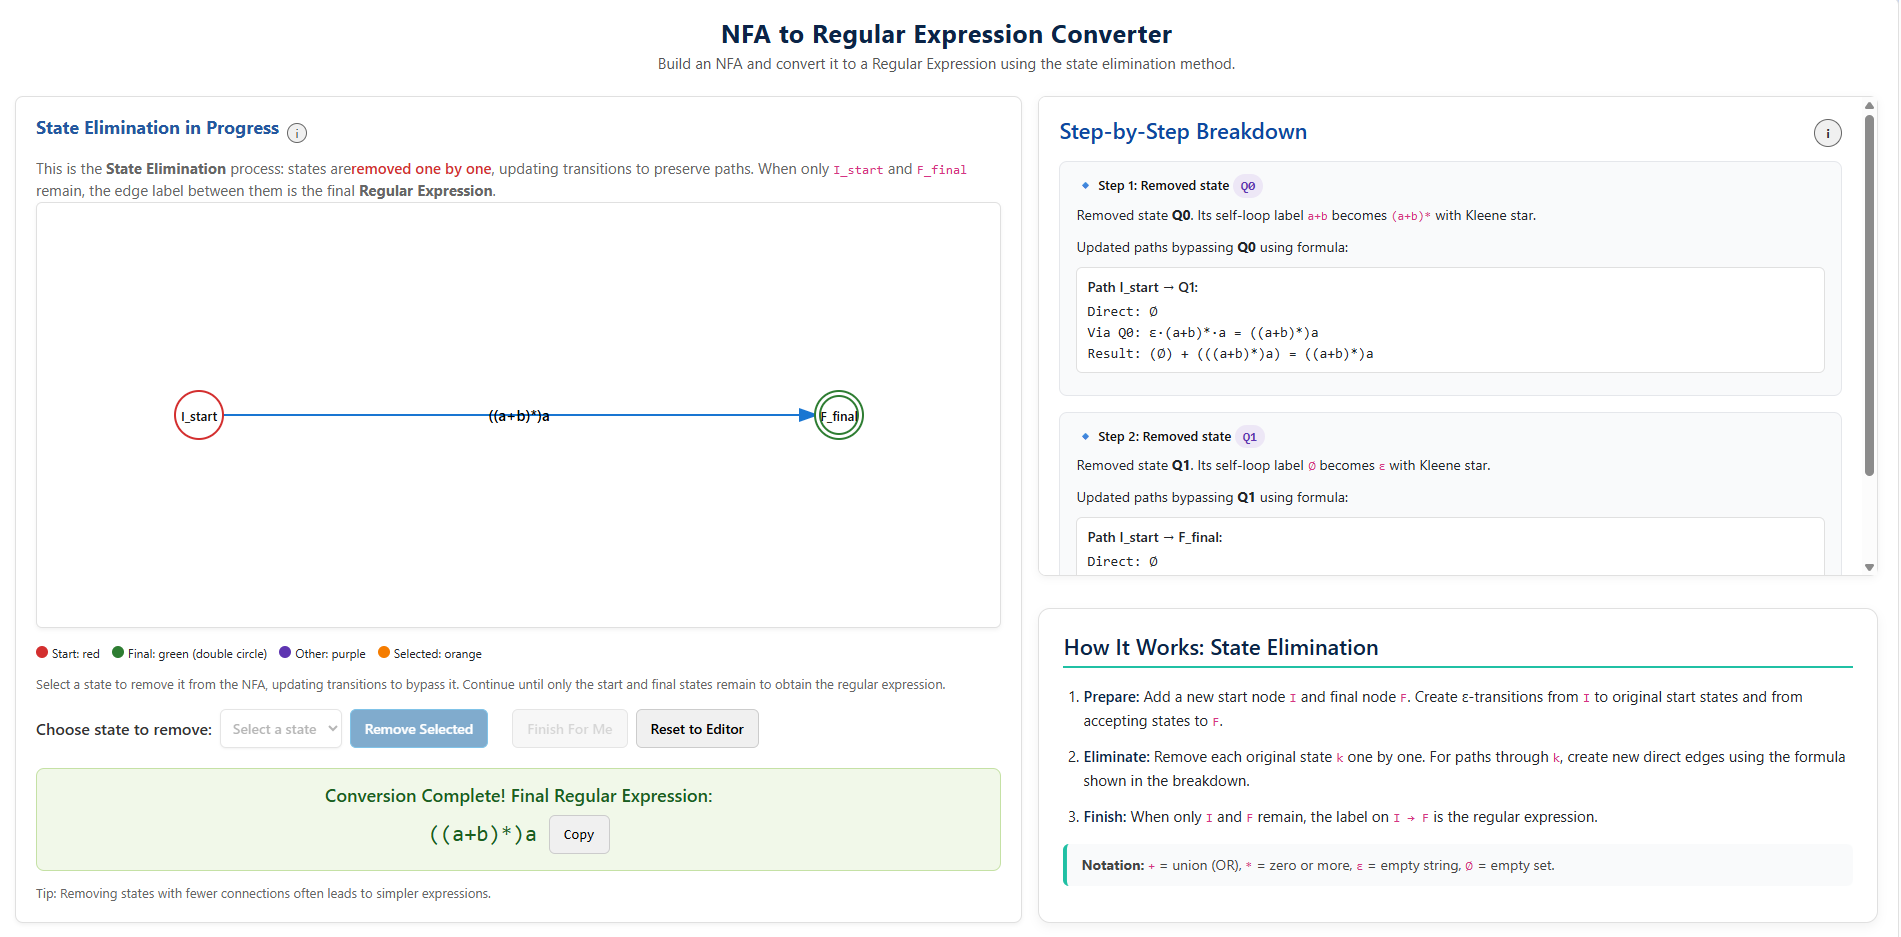 NFA to Regular Expression Converter
Build an NFA and convert it to a Regular Expression using the state elimination method.
State Elimination in Progress i
This is the State Elimination process: states areremoved one by one, updating transitions to preserve paths. When only I_start and F_final
remain, the edge label between them is the final Regular Expression.
I_start
((a+b)*)a
F_final
Start: red Final: green (double circle) Other: purple Selected: orange
Select a state to remove it from the NFA, updating transitions to bypass it. Continue until only the start and final states remain to obtain the regular expression.
Choose state to remove: Select a state Remove Selected Finish For Me Reset to Editor
Conversion Complete! Final Regular Expression:
((a+b)*)a Copy
Tip: Removing states with fewer connections often leads to simpler expressions.
Step-by-Step Breakdown i
Step 1: Removed state Q0
Removed state Q0. Its self-loop label a+b becomes (a+b)* with Kleene star.
Updated paths bypassing Q0 using formula:
Path I_start → Q1:
Direct: Ø
Via Q0: ε·(a+b)*·a = ((a+b)*)a
Result: (Ø) + (((a+b)*)a) = ((a+b)*)a
Step 2: Removed state Q1
Removed state Q1. Its self-loop label Ø becomes ε with Kleene star.
Updated paths bypassing Q1 using formula:
Path I_start → F_final:
Direct: Ø
How It Works: State Elimination
1. Prepare: Add a new start node I and final node F. Create ε-transitions from I to original start states and from
accepting states to F.
2. Eliminate: Remove each original state k one by one. For paths through k, create new direct edges using the formula
shown in the breakdown.
3. Finish: When only I and F remain, the label on I → F is the regular expression.
Notation: + = union (OR), * = zero or more, ε = empty string, Ø = empty set.